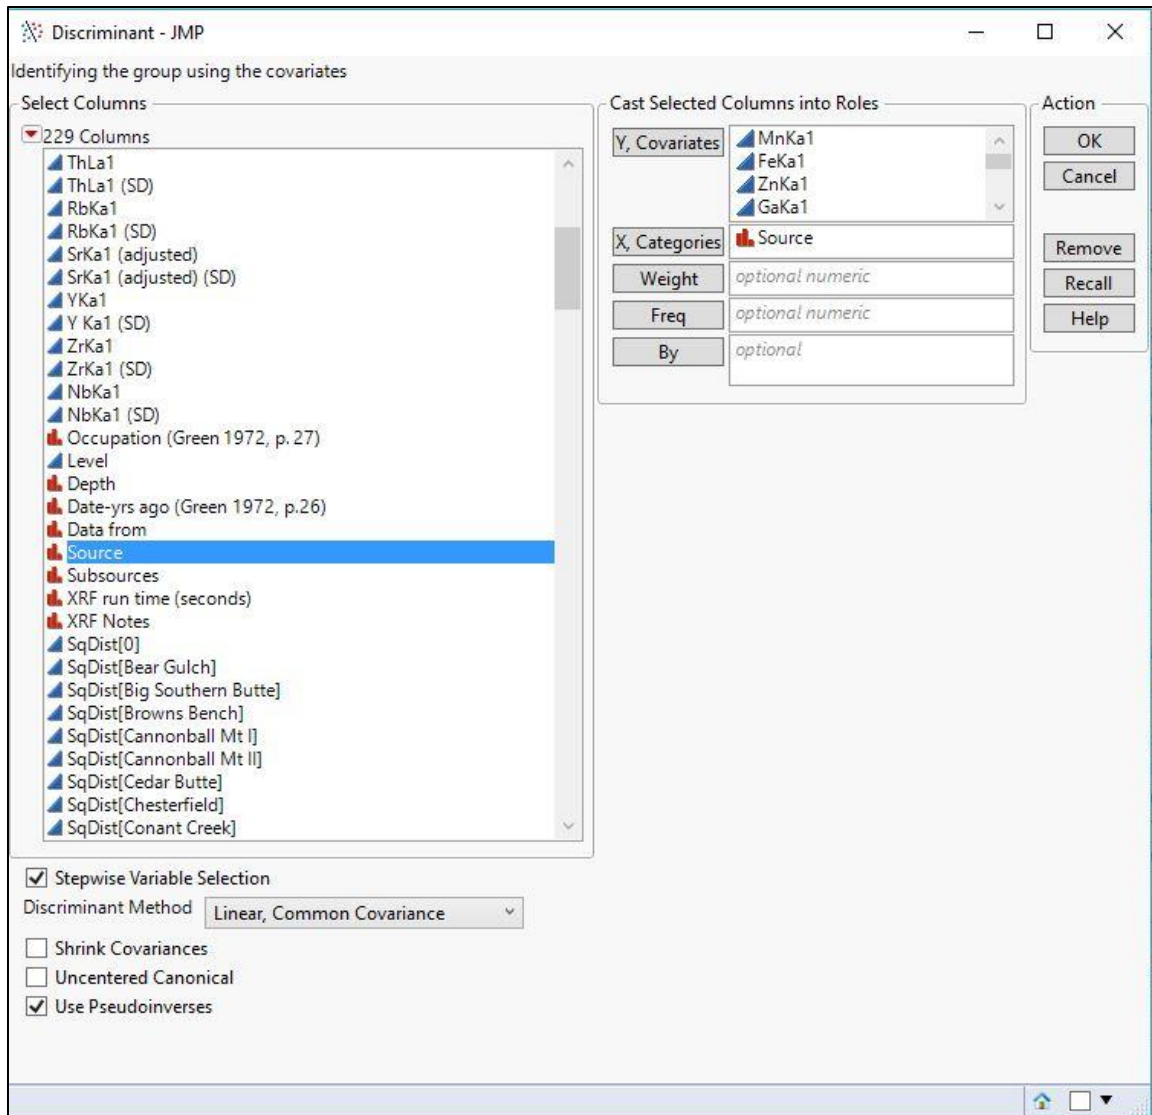 Discriminant - JMP
Identifying the group using the covariates
Select Columns
229 Columns
ThLa1
ThLa1 (SD)
RbKa1
RbKa1 (SD)
SrKa1 (adjusted)
SrKa1 (adjusted) (SD)
YKa1
Y Ka1 (SD)
ZrKa1
ZrKa1 (SD)
NbKa1
NbKa1 (SD)
Occupation (Green 1972, p. 27)
Level
Depth
Date-yrs ago (Green 1972, p.26)
Data from
Source
Subsources
XRF run time (seconds)
XRF Notes
SqDist[0]
SqDist[Bear Gulch]
SqDist[Big Southern Butte]
SqDist[Browns Bench]
SqDist[Cannonball Mt I]
SqDist[Cannonball Mt II]
SqDist[Cedar Butte]
SqDist[Chesterfield]
SqDist[Conant Creek]
Stepwise Variable Selection
Discriminant Method Linear, Common Covariance
Shrink Covariances
Uncentered Canonical
Use Pseudoinverses
Cast Selected Columns into Roles
Y, Covariates
MnKa1
FeKa1
ZnKa1
GaKa1
X, Categories Source
Weight optional numeric
Freq optional numeric
By optional
Action
OK
Cancel
Remove
Recall
Help